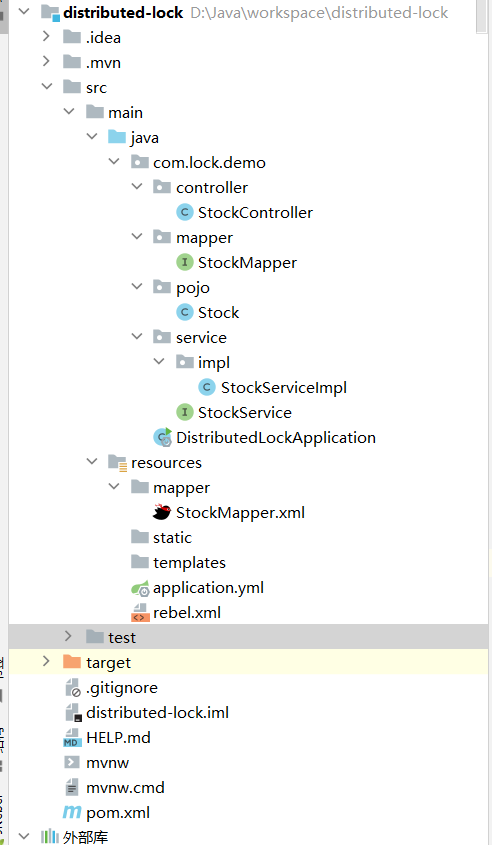 distributed-lock D:\Java\workspace\distributed-lock
.idea
.mvn
src
main
java
com.lock.demo
controller
StockController
mapper
StockMapper
pojo
Stock
service
impl
StockServiceImpl
StockService
DistributedLockApplication
resources
mapper
StockMapper.xml
static
templates
application.yml
rebel.xml
test
target
.gitignore
distributed-lock.iml
HELP.md
mvnw
mvnw.cmd
pom.xml
外部库